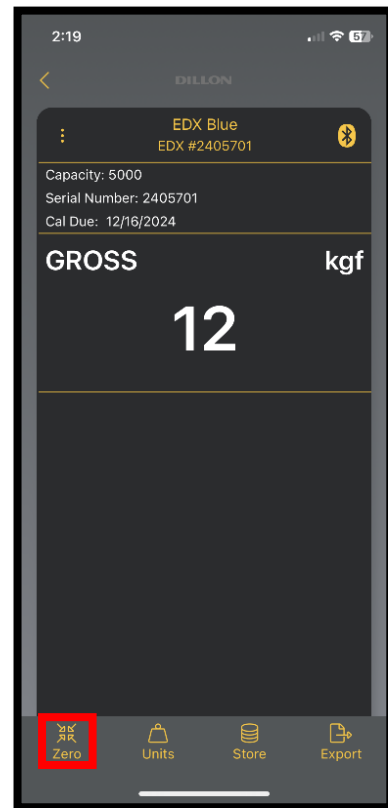 2:19
57
DILLON
EDX Blue
EDX #2405701
Capacity: 5000
Serial Number: 2405701
Cal Due: 12/16/2024
GROSS kgf
12
Zero Units Store Export